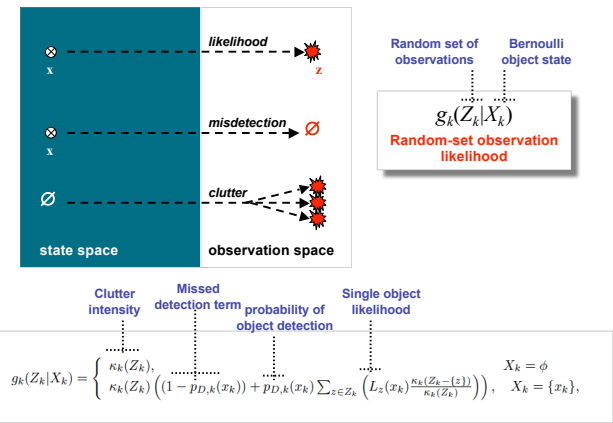 likelihood
x
z
misdetection
x
∅
∅
clutter
state space
observation space
Random set of
observations
Bernoulli
object state
g_k(Z_k|X_k)
Random-set observation
likelihood
Clutter
intensity
Missed
detection term
probability of
object detection
Single object
likelihood
g_k(Z_k|X_k) = { κ_k(Z_k), X_k = ϕ
κ_k(Z_k) ((1 − p_{D,k}(x_k)) + p_{D,k}(x_k) ∑_{z∈Z_k} (L_z(x_k) κ_k(Z_k−{z})/κ_k(Z_k))), X_k = {x_k},